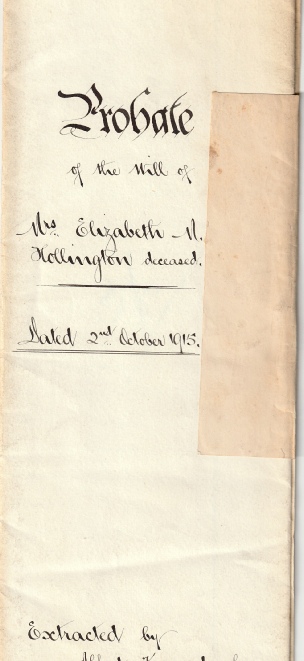 Probate
of the Will of
Mrs Elizabeth M.
Hollington deceased.
Dated 2nd October 1915.
Extracted by